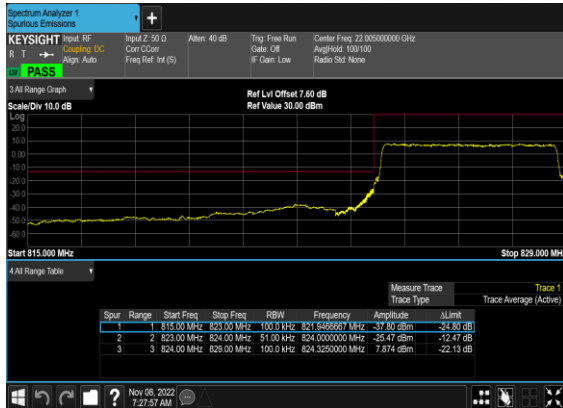 Spectrum Analyzer 1
Spurious Emissions
+
KEYSIGHT Input: RF Input Z: 50 Ω Atten: 40 dB Trig: Free Run Center Freq: 22.005000000 GHz
R T Coupling: DC Corr CCorr Gate: Off Avg|Hold: 100/100
Align: Auto Freq Ref: Int (S) IF Gain: Low Radio Std: None
PASS
3 All Range Graph
Ref Lvl Offset 7.60 dB
Scale/Div 10.0 dB Ref Value 30.00 dBm
Log
20.0
10.0
0.00
-10.0
-20.0
-30.0
-40.0
-50.0
-60.0
Start 815.000 MHz Stop 829.000 MHz
4 All Range Table
Measure Trace Trace 1
Trace Type Trace Average (Active)
Spur Range Start Freq Stop Freq RBW Frequency Amplitude ΔLimit
1 1 815.00 MHz 823.00 MHz 100.0 kHz 821.9466667 MHz -37.80 dBm -24.80 dB
2 2 823.00 MHz 824.00 MHz 51.00 kHz 824.0000000 MHz -25.47 dBm -12.47 dB
3 3 824.00 MHz 829.00 MHz 100.0 kHz 824.3250000 MHz 7.874 dBm -22.13 dB
?
Nov 08, 2022
7:27:57 AM